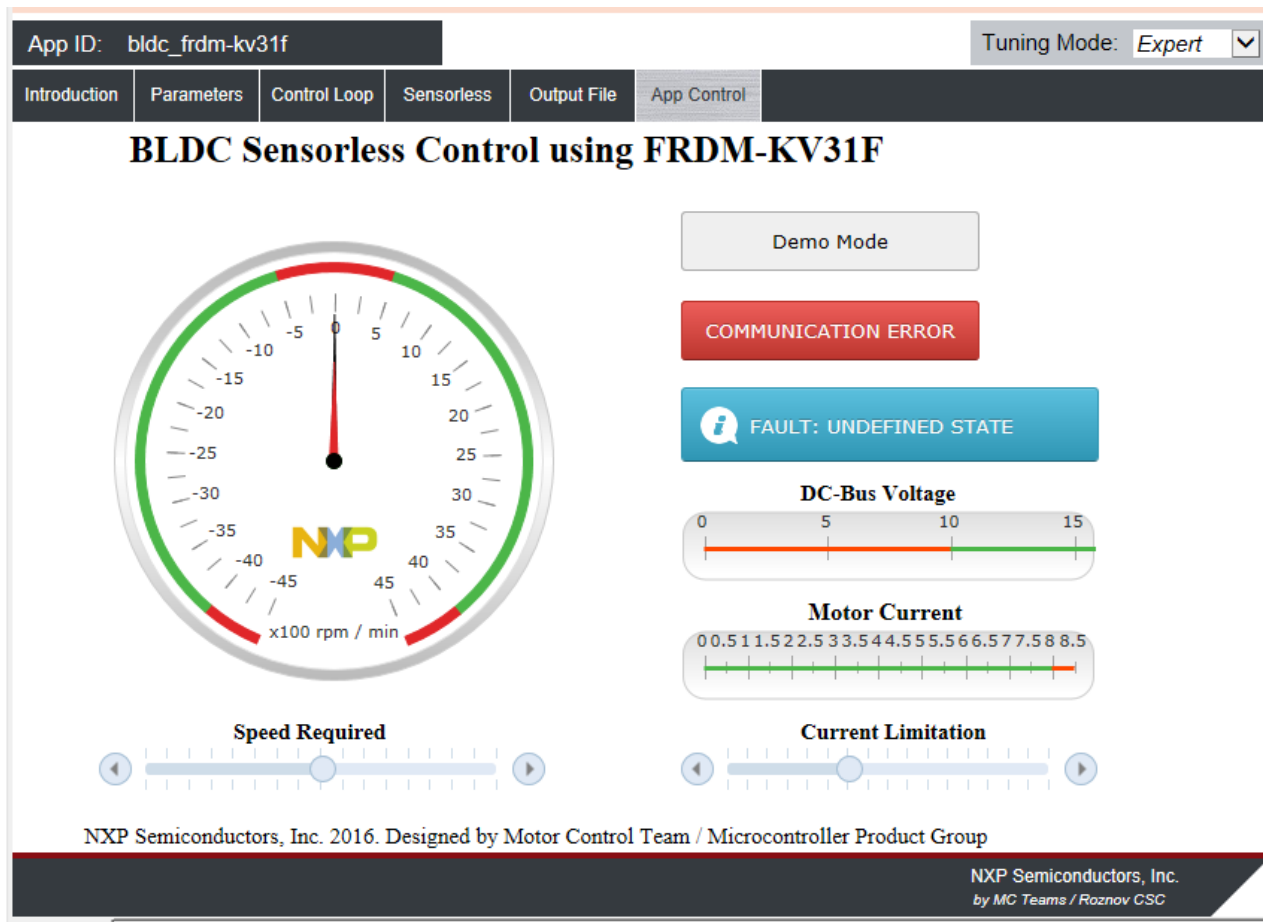 App ID: bldc_frdm-kv31f
Tuning Mode: Expert
Introduction Parameters Control Loop Sensorless Output File App Control
BLDC Sensorless Control using FRDM-KV31F
-45 -40 -35 -30 -25 -20 -15 -10 -5 0 5 10 15 20 25 30 35 40 45
NXP
x100 rpm / min
Speed Required
Demo Mode
COMMUNICATION ERROR
FAULT: UNDEFINED STATE
DC-Bus Voltage
0 5 10 15
Motor Current
0 0.5 1 1.5 2 2.5 3 3.5 4 4.5 5 5.5 6 6.5 7 7.5 8 8.5
Current Limitation
NXP Semiconductors, Inc. 2016. Designed by Motor Control Team / Microcontroller Product Group
NXP Semiconductors, Inc.
by MC Teams / Roznov CSC